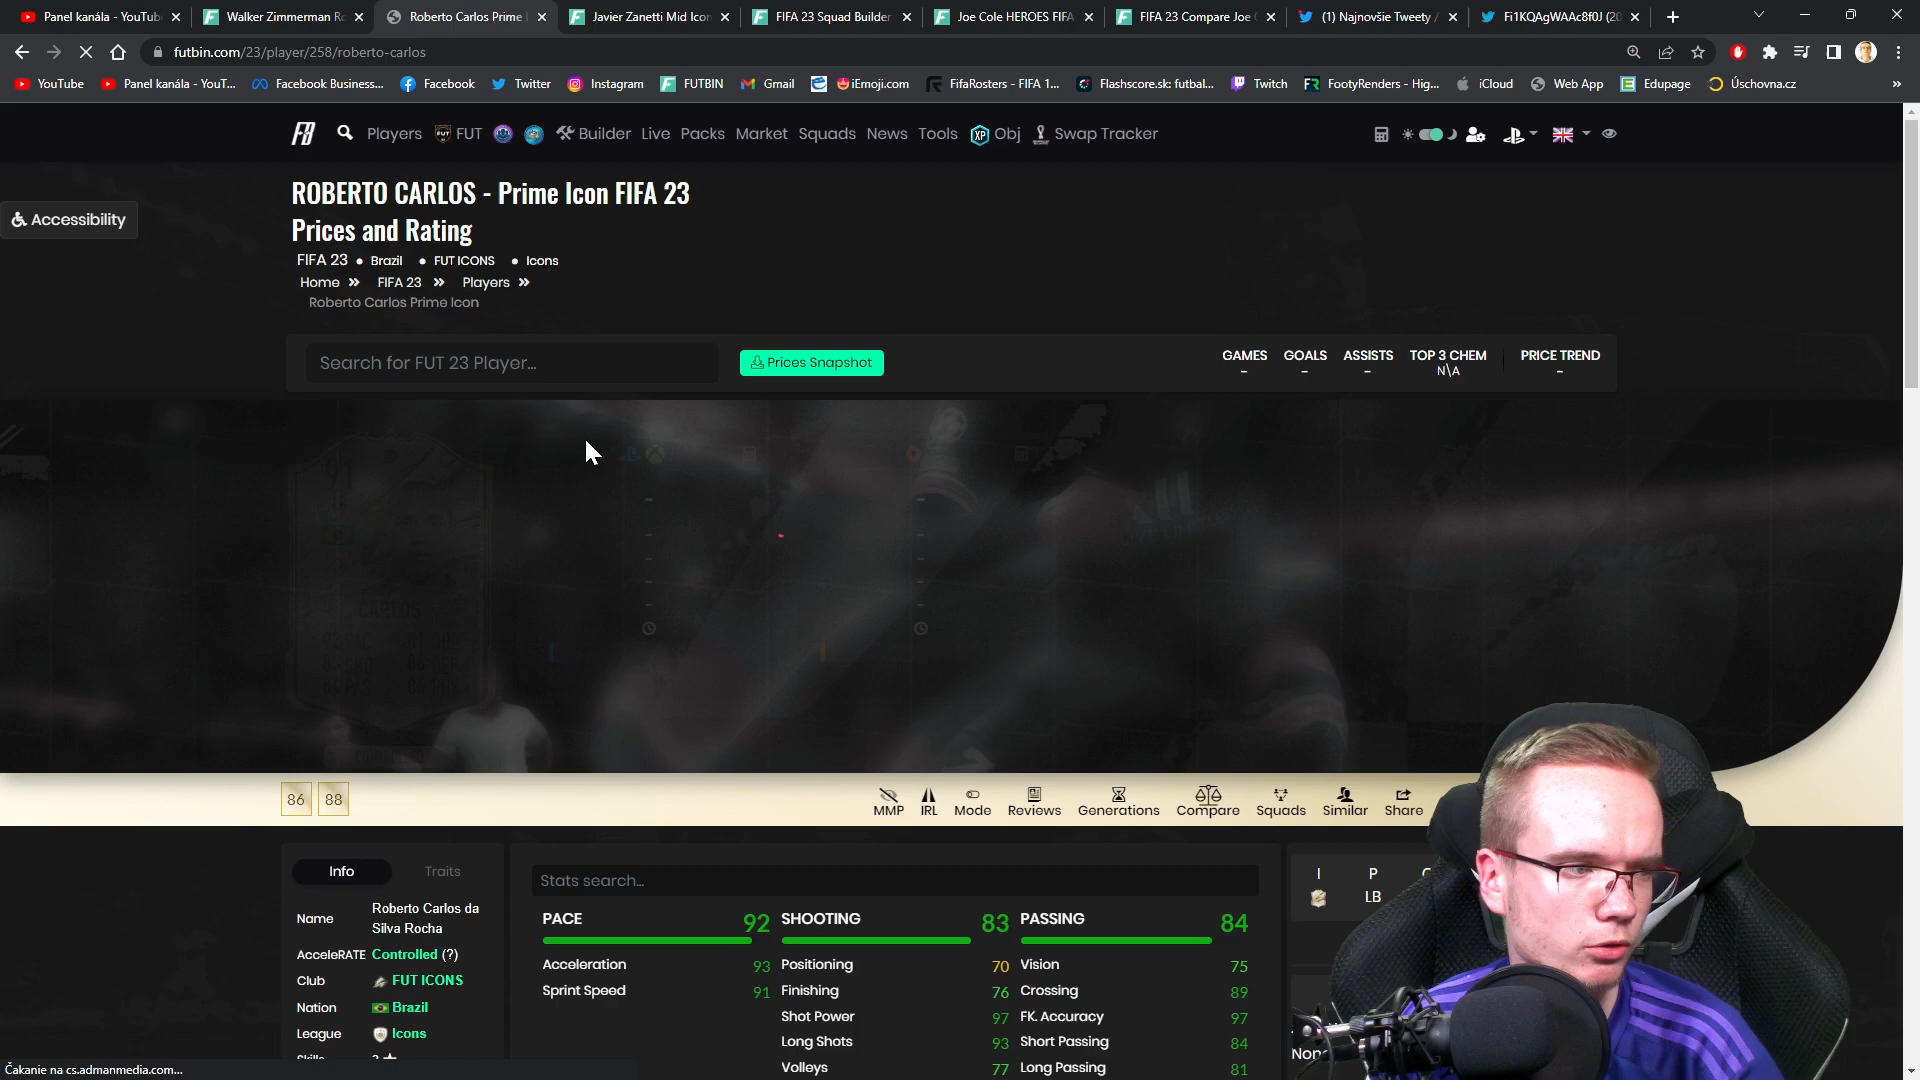 Panel kanála - YouTub
Walker Zimmerman Ro
Roberto Carlos Prime I
Javier Zanetti Mid Icon
FIFA 23 Squad Builder
Joe Cole HEROES FIFA
FIFA 23 Compare Joe C
(1) Najnovšie Tweety /
Fi1KQAgWAAc8f0J (20
futbin.com/23/player/258/roberto-carlos
YouTube
Panel kanála - YouT...
Facebook Business...
Facebook
Twitter
Instagram
FUTBIN
Gmail
iEmoji.com
FifaRosters - FIFA 1...
Flashscore.sk: futbal...
Twitch
FootyRenders - Hig...
iCloud
Web App
Edupage
Úschovna.cz
Players FUT Builder Live Packs Market Squads News Tools Obj Swap Tracker
Accessibility
ROBERTO CARLOS - Prime Icon FIFA 23
Prices and Rating
FIFA 23 • Brazil • FUT ICONS • Icons
Home » FIFA 23 » Players »
Roberto Carlos Prime Icon
Search for FUT 23 Player...
Prices Snapshot
GAMES GOALS ASSISTS TOP 3 CHEM PRICE TREND
- - - N\A -
86 88
MMP IRL Mode Reviews Generations Compare Squads Similar Share
Info Traits
Name Roberto Carlos da
Silva Rocha
AcceleRATE Controlled (?)
Club FUT ICONS
Nation Brazil
League Icons
Skills 3
Stats search...
PACE 92 SHOOTING 83 PASSING 84
Acceleration 93 Positioning 70 Vision 75
Sprint Speed 91 Finishing 76 Crossing 89
Shot Power 97 FK. Accuracy 97
Long Shots 93 Short Passing 84
Volleys 77 Long Passing 81
I P
LB
Čakanie na cs.admanmedia.com...